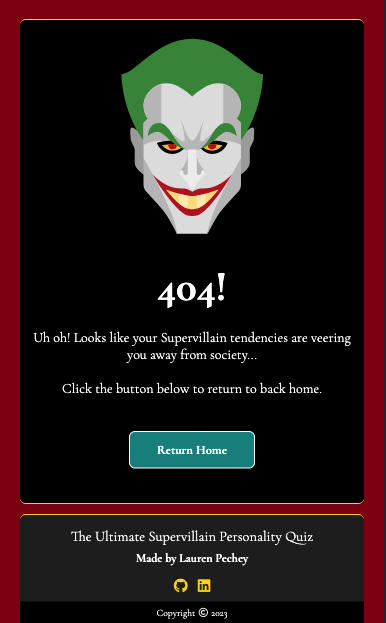 404!
Uh oh! Looks like your Supervillain tendencies are veering
you away from society...
Click the button below to return to back home.
Return Home
The Ultimate Supervillain Personality Quiz
Made by Lauren Pechey
Copyright © 2023